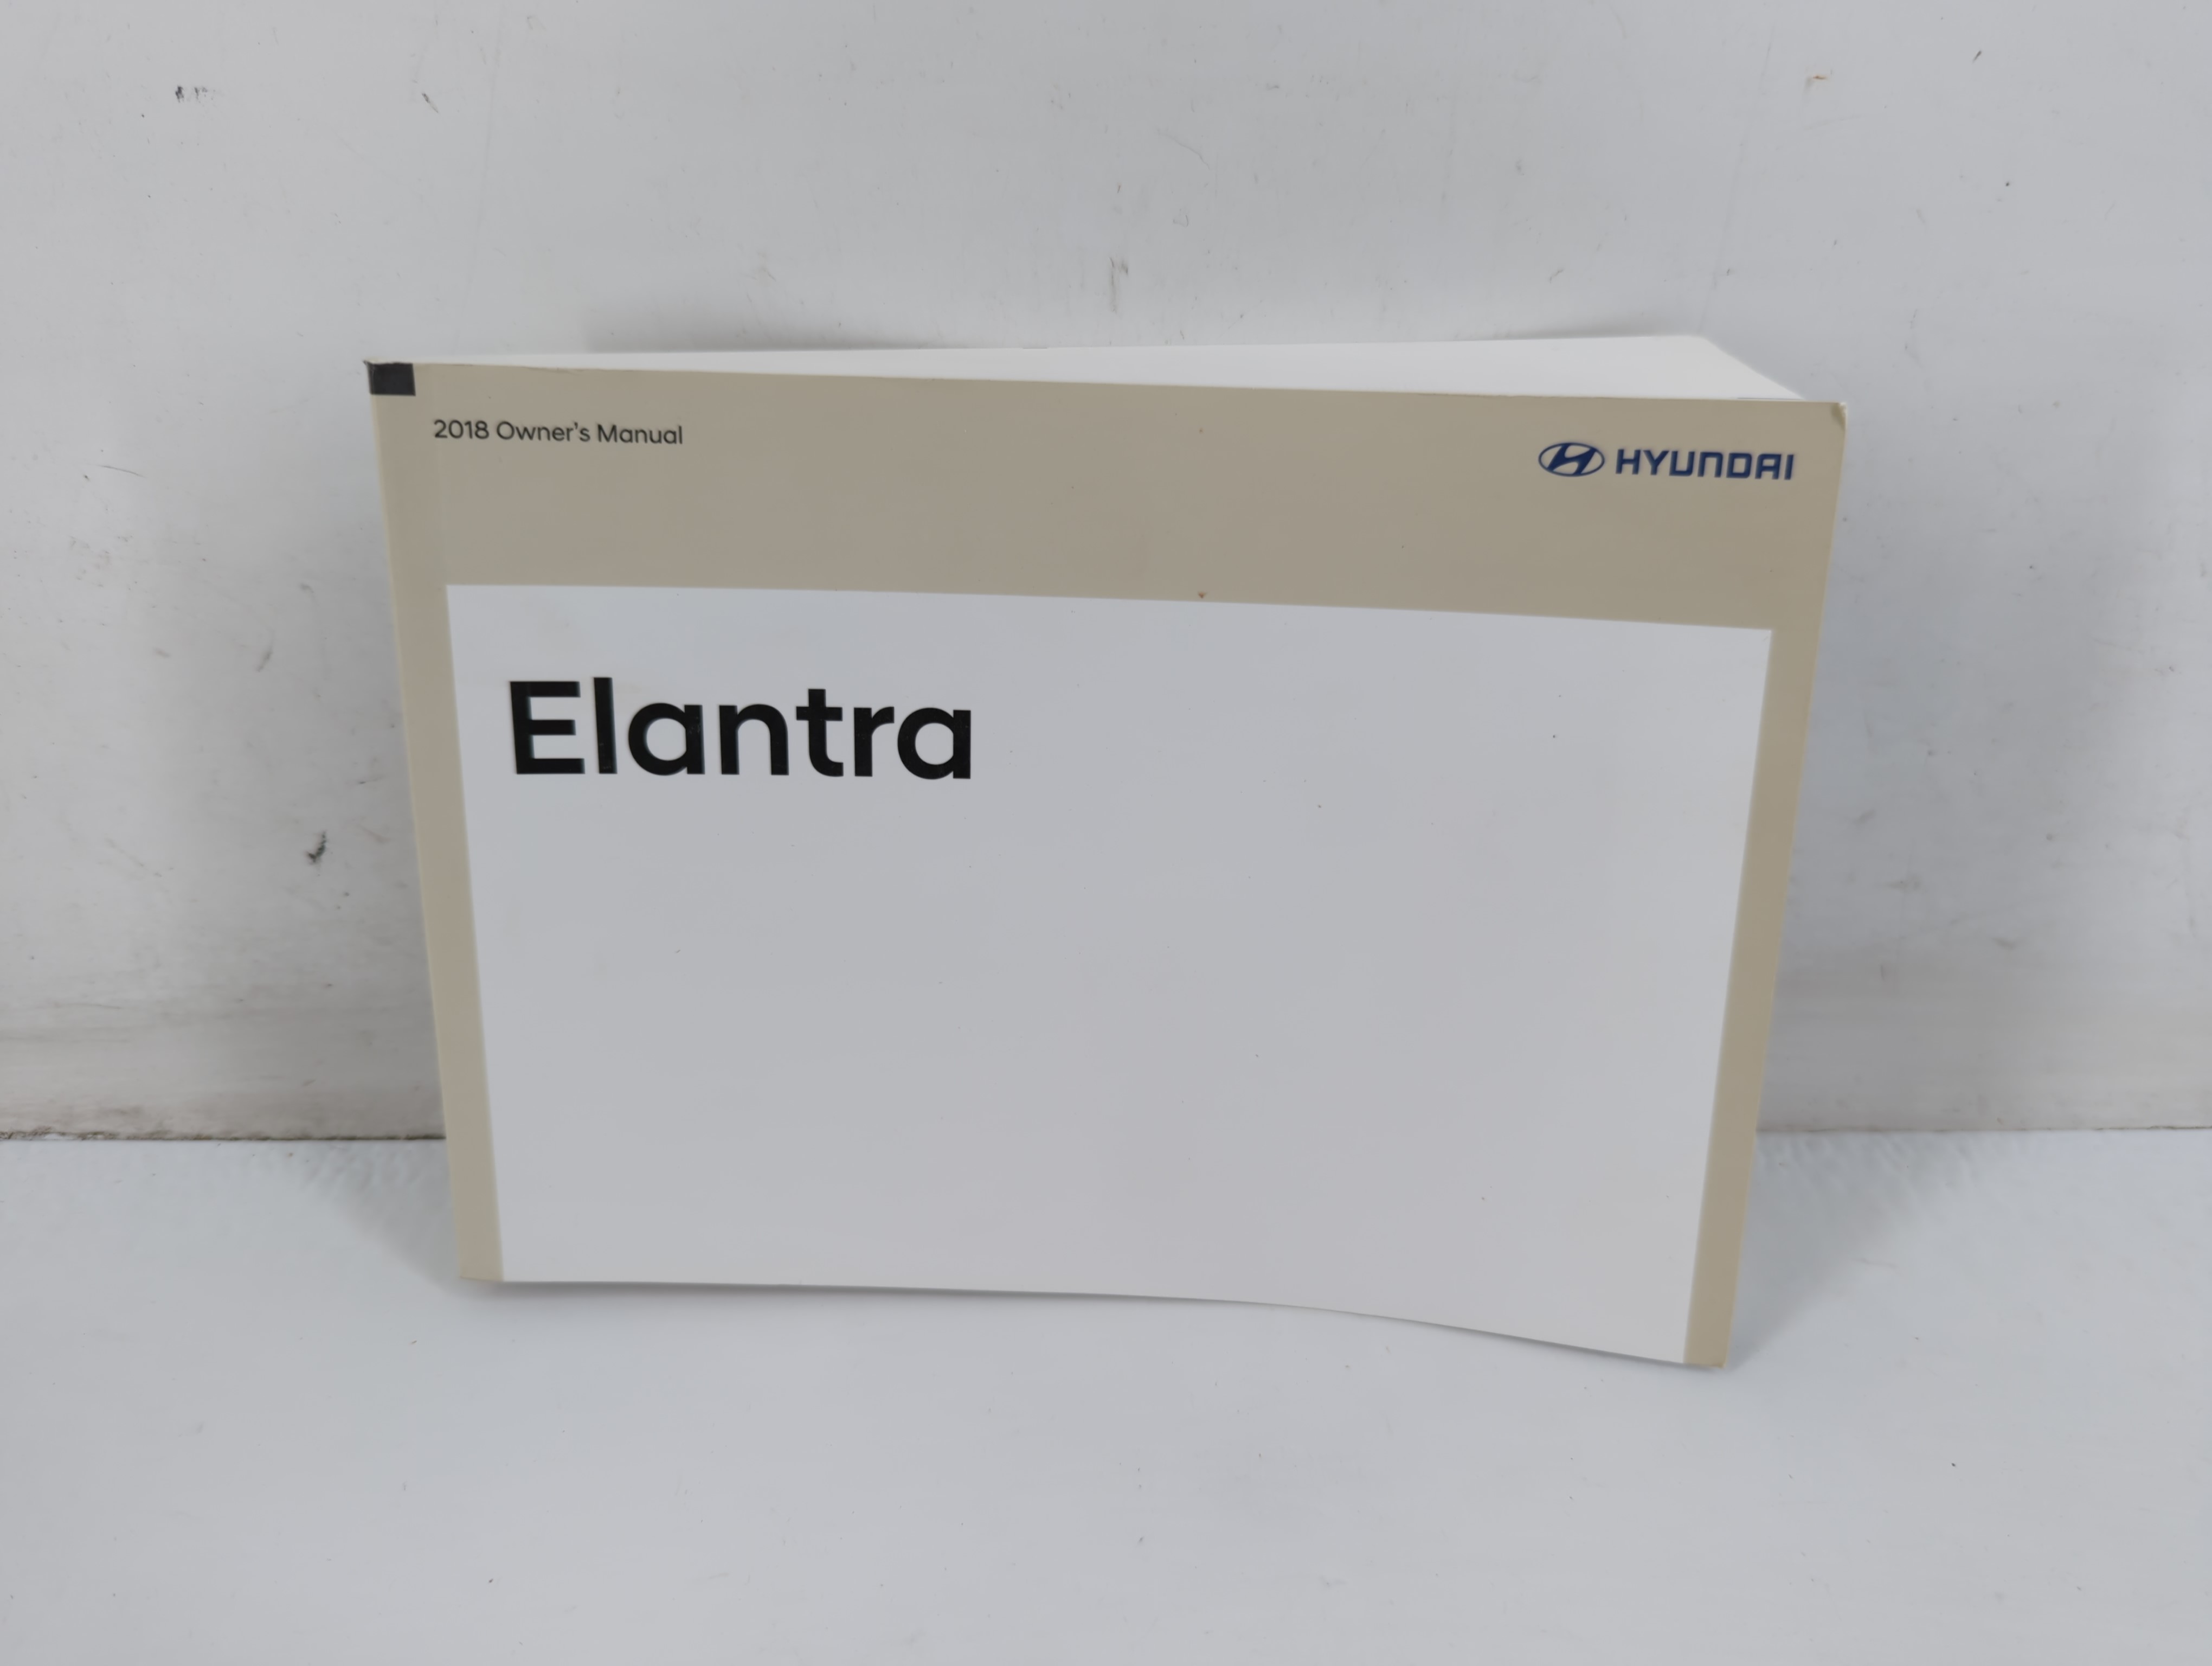 2018 Owner's Manual
HYUNDAI
Elantra